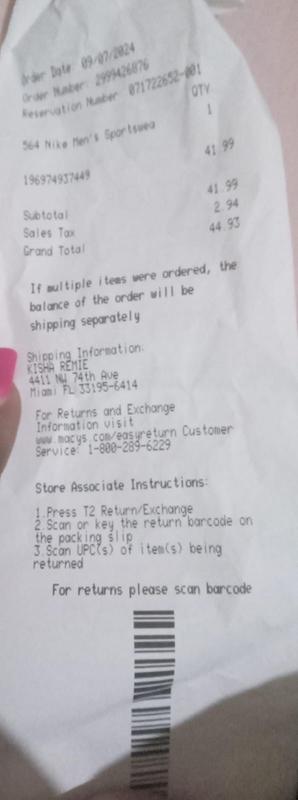 Order Date: 09/07/2024
Order Number: 2999426876
Reservation Number: 071722652-001
QTY
564 Nike Men's Sportswea 1
41.99
196974937449
Subtotal 41.99
Sales Tax 2.94
Grand Total 44.93
If multiple items were ordered, the
balance of the order will be
shipping separately
Shipping Information:
KISHA REMIE
4411 NW 74th Ave
Miami FL 33195-6414
For Returns and Exchange
Information visit
www.macys.com/easyreturn Customer
Service: 1-800-289-6229
Store Associate Instructions:
1.Press T2 Return/Exchange
2.Scan or key the return barcode on
the packing slip
3.Scan UPC(s) of item(s) being
returned
For returns please scan barcode